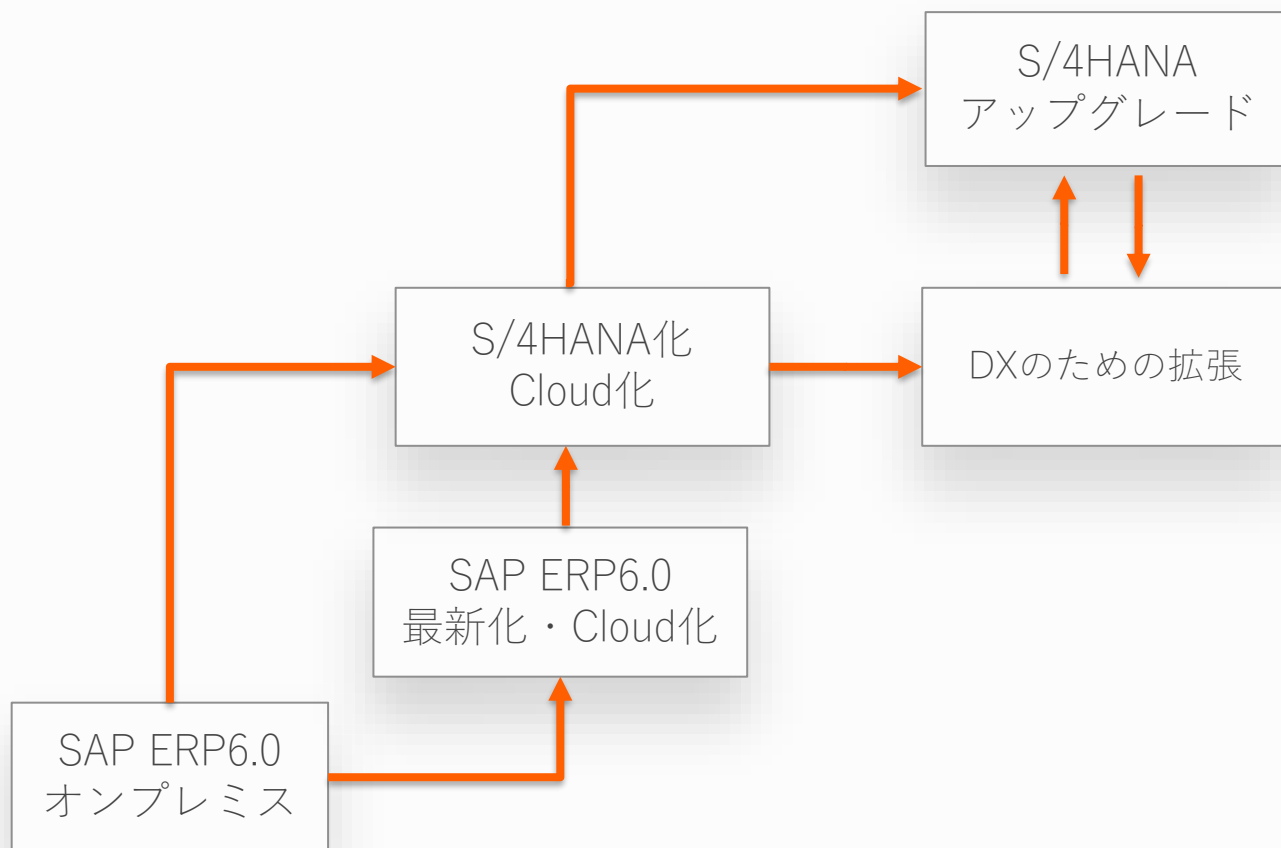 S/4HANA
アップグレード
S/4HANA化
Cloud化
DXのための拡張
SAP ERP6.0
最新化・Cloud化
SAP ERP6.0
オンプレミス